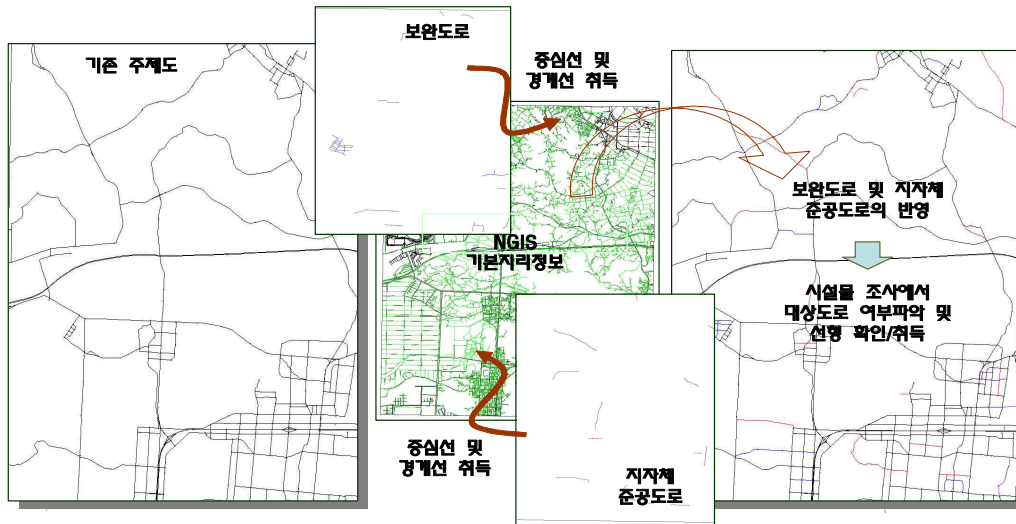 기존 주제도
보완도로
중심선 및
경계선 취득
NGIS
기본지리정보
중심선 및
경계선 취득
지자체
준공도로
보완도로 및 지자체
준공도로의 반영
시설물 조사에서
대상도로 여부파악 및
선형 확인/취득